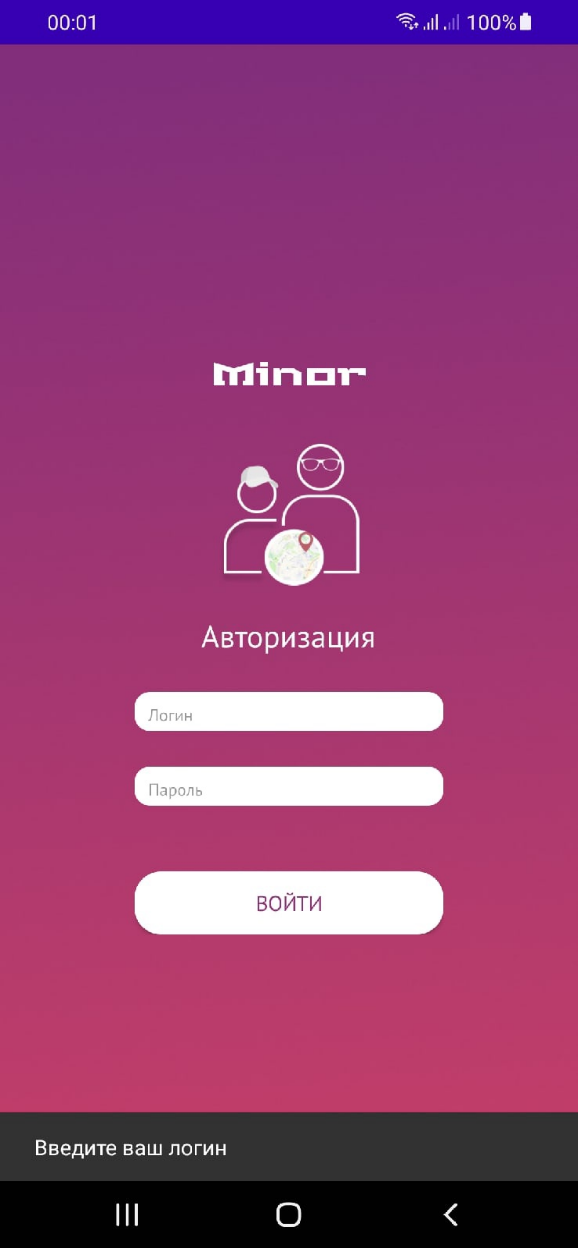 00:01 100%
Minor
Авторизация
Логин
Пароль
ВОЙТИ
Введите ваш логин